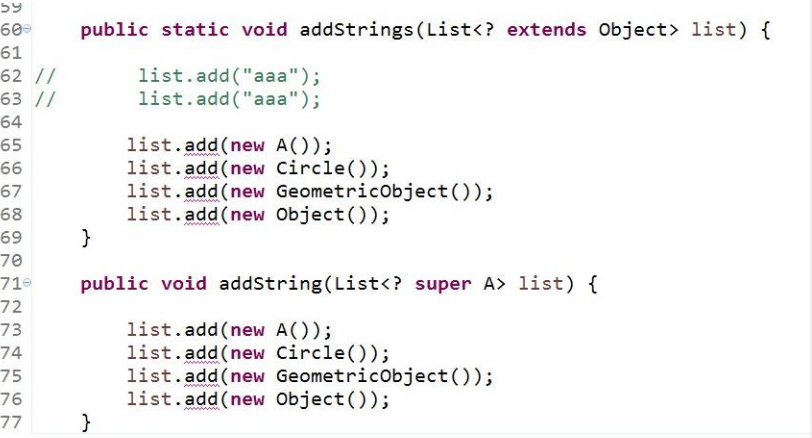 59
60 public static void addStrings(List<? extends Object> list) {
61
62 // list.add("aaa");
63 // list.add("aaa");
64
65 list.add(new A());
66 list.add(new Circle());
67 list.add(new GeometricObject());
68 list.add(new Object());
69 }
70
71 public void addString(List<? super A> list) {
72
73 list.add(new A());
74 list.add(new Circle());
75 list.add(new GeometricObject());
76 list.add(new Object());
77 }